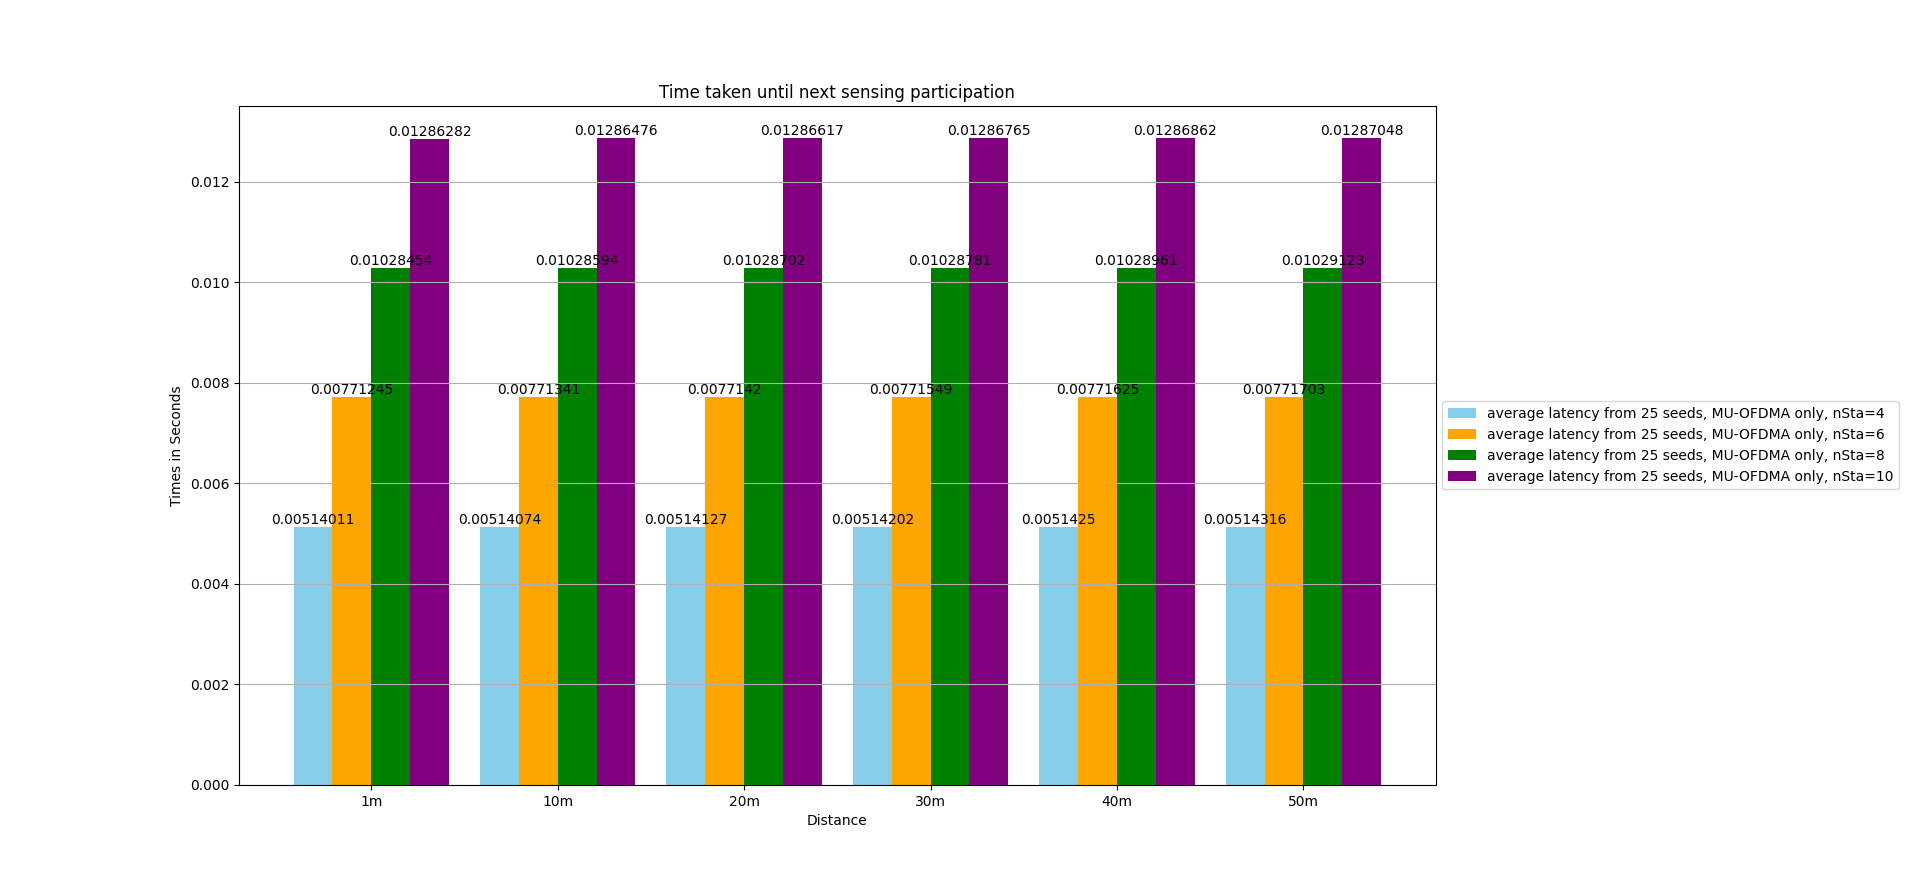 Time taken until next sensing participation
0.01286282 0.01286476 0.01286617 0.01286765 0.01286862 0.01287048
0.012
0.01028454 0.01028594 0.01028702 0.01028781 0.01028961 0.01029123
0.010
0.008
0.00771245 0.00771341 0.0077142 0.00771549 0.00771625 0.00771703
Times in Seconds
average latency from 25 seeds, MU-OFDMA only, nSta=4
average latency from 25 seeds, MU-OFDMA only, nSta=6
average latency from 25 seeds, MU-OFDMA only, nSta=8
average latency from 25 seeds, MU-OFDMA only, nSta=10
0.006
0.00514011 0.00514074 0.00514127 0.00514202 0.0051425 0.00514316
0.004
0.002
0.000
1m 10m 20m 30m 40m 50m
Distance